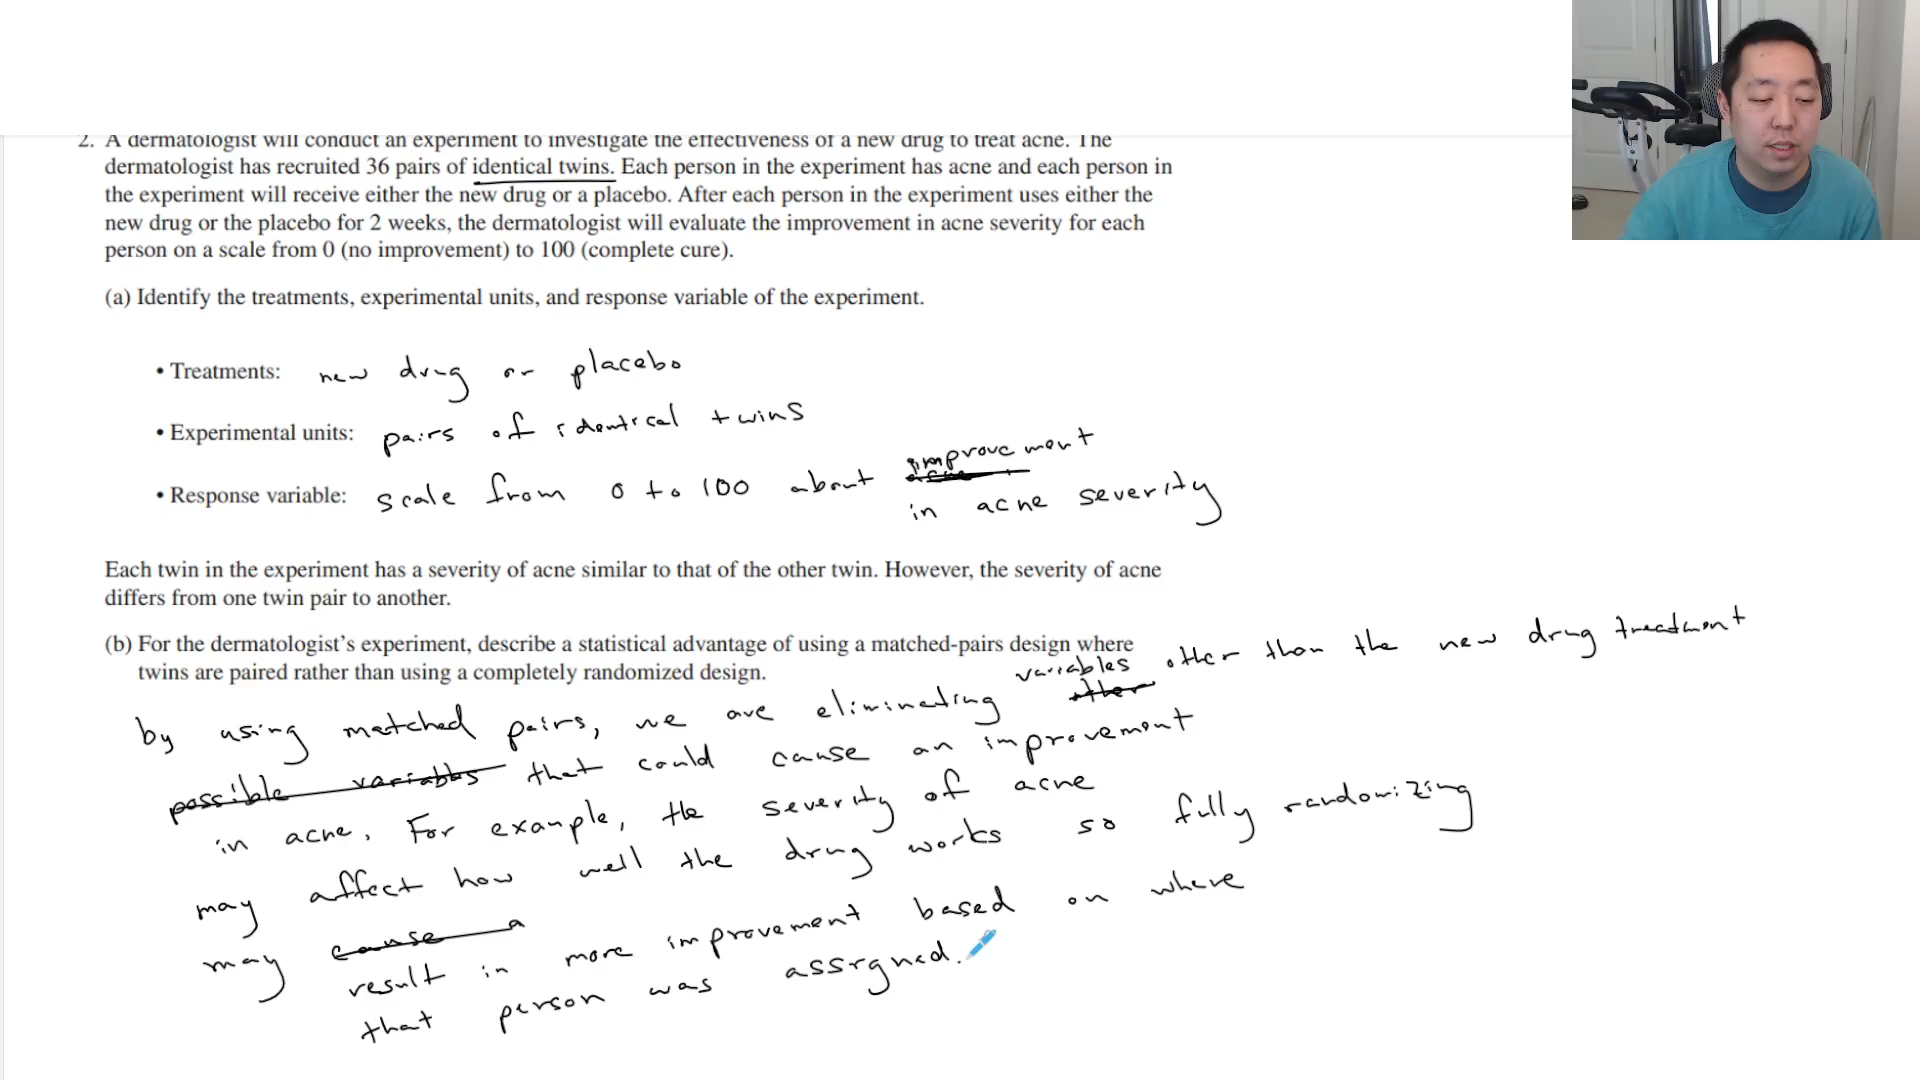 2. A dermatologist will conduct an experiment to investigate the effectiveness of a new drug to treat acne. The
dermatologist has recruited 36 pairs of identical twins. Each person in the experiment has acne and each person in
the experiment will receive either the new drug or a placebo. After each person in the experiment uses either the
new drug or the placebo for 2 weeks, the dermatologist will evaluate the improvement in acne severity for each
person on a scale from 0 (no improvement) to 100 (complete cure).
(a) Identify the treatments, experimental units, and response variable of the experiment.
• Treatments: new drug or placebo
• Experimental units: pairs of identical twins
• Response variable: scale from 0 to 100 about improvement
in acne severity
Each twin in the experiment has a severity of acne similar to that of the other twin. However, the severity of acne
differs from one twin pair to another.
(b) For the dermatologist's experiment, describe a statistical advantage of using a matched-pairs design where
twins are paired rather than using a completely randomized design.
by using matched pairs, we are eliminating variables other other than the new drug treatment
possible variables that could cause an improvement
in acne. For example, the severity of acne
may affect how well the drug works so fully randomizing
may cause a
result in more improvement based on where
that person was assigned.